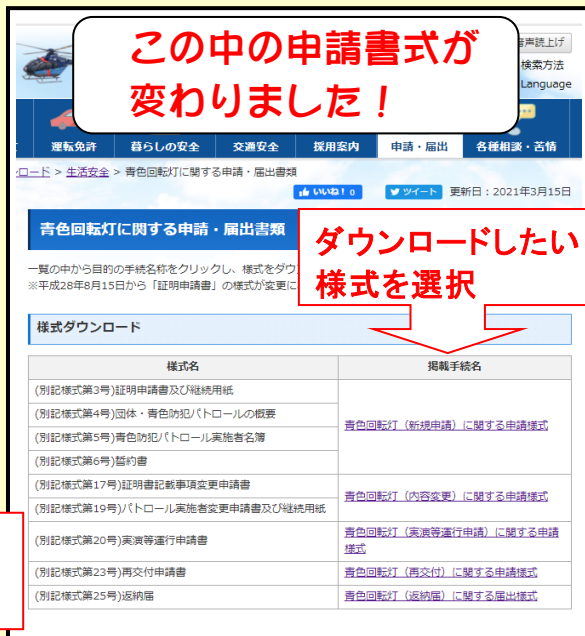 この中の申請書式が
変わりました！
音声読上げ
検索方法
Language
運転免許
暮らしの安全
交通安全
採用案内
申請・届出
各種相談・苦情
ロード > 生活安全 > 青色回転灯に関する申請・届出書類
いいね！ 0
ツイート
更新日：2021年3月15日
青色回転灯に関する申請・届出書類
ダウンロードしたい
様式を選択
一覧の中から目的の手続名称をクリックし、様式をダウ
※平成28年8月15日から「証明申請書」の様式が変更に
様式ダウンロード
様式名
掲載手続名
(別記様式第3号)証明申請書及び継続用紙
(別記様式第4号)団体・青色防犯パトロールの概要
(別記様式第5号)青色防犯パトロール実施者名簿
(別記様式第6号)誓約書
青色回転灯（新規申請）に関する申請様式
(別記様式第17号)証明書記載事項変更申請書
(別記様式第19号)パトロール実施者変更申請書及び継続用紙
青色回転灯（内容変更）に関する申請様式
(別記様式第20号)実演等運行申請書
青色回転灯（実演等運行申請）に関する申請
様式
(別記様式第23号)再交付申請書
青色回転灯（再交付）に関する申請様式
(別記様式第25号)返納届
青色回転灯（返納届）に関する届出様式